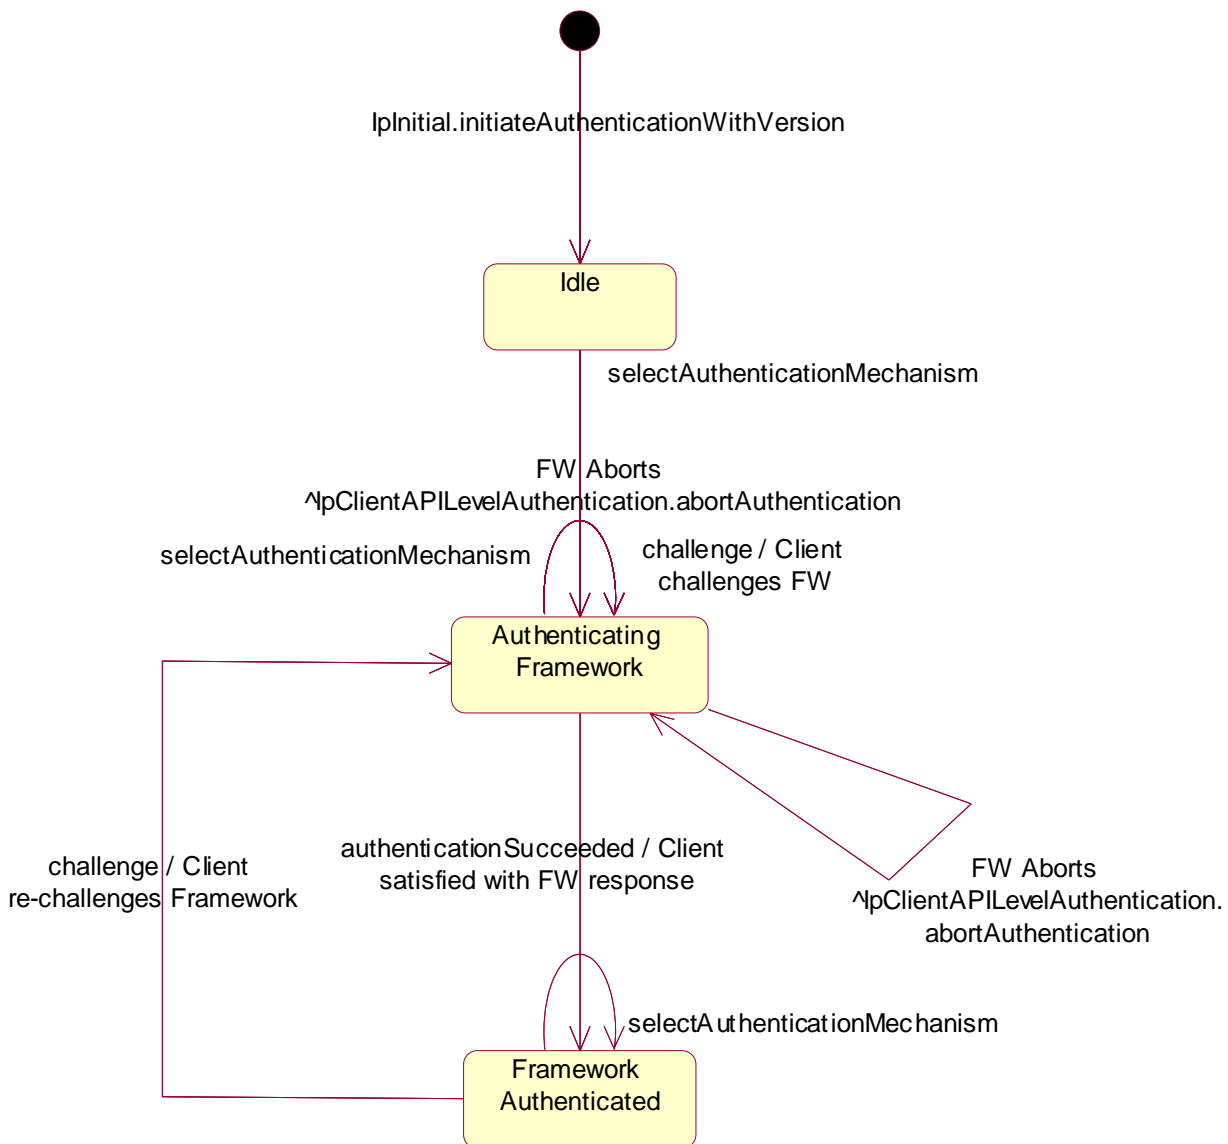 IpInitial.initiateAuthenticationWithVersion
Idle
selectAuthenticationMechanism
FW Aborts
^IpClientAPILevelAuthentication.abortAuthentication
selectAuthenticationMechanism
challenge / Client
challenges FW
Authenticating
Framework
authenticationSucceeded / Client
satisfied with FW response
challenge / Client
re-challenges Framework
FW Aborts
^IpClientAPILevelAuthentication.
abortAuthentication
selectAuthenticationMechanism
Framework
Authenticated